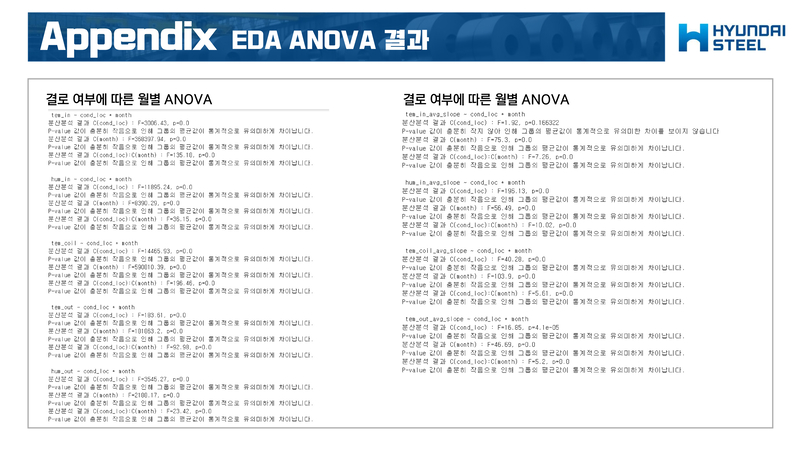 Appendix EDA ANOVA 결과
HYUNDAI
STEEL
결로 여부에 따른 월별 ANOVA
tem_in ~ cond_loc * month
분산분석 결과 C(cond_loc) : F=3006.43, p=0.0
P-value 값이 충분히 작음으로 인해 그룹의 평균값이 통계적으로 유의미하게 차이납니다.
분산분석 결과 C(month) : F=358397.94, p=0.0
P-value 값이 충분히 작음으로 인해 그룹의 평균값이 통계적으로 유의미하게 차이납니다.
분산분석 결과 C(cond_loc):C(month) : F=135.18, p=0.0
P-value 값이 충분히 작음으로 인해 그룹의 평균값이 통계적으로 유의미하게 차이납니다.
hum_in ~ cond_loc * month
분산분석 결과 C(cond_loc) : F=11895.24, p=0.0
P-value 값이 충분히 작음으로 인해 그룹의 평균값이 통계적으로 유의미하게 차이납니다.
분산분석 결과 C(month) : F=8390.29, p=0.0
P-value 값이 충분히 작음으로 인해 그룹의 평균값이 통계적으로 유의미하게 차이납니다.
분산분석 결과 C(cond_loc):C(month) : F=35.15, p=0.0
P-value 값이 충분히 작음으로 인해 그룹의 평균값이 통계적으로 유의미하게 차이납니다.
tem_coil ~ cond_loc * month
분산분석 결과 C(cond_loc) : F=14465.93, p=0.0
P-value 값이 충분히 작음으로 인해 그룹의 평균값이 통계적으로 유의미하게 차이납니다.
분산분석 결과 C(month) : F=590010.39, p=0.0
P-value 값이 충분히 작음으로 인해 그룹의 평균값이 통계적으로 유의미하게 차이납니다.
분산분석 결과 C(cond_loc):C(month) : F=196.46, p=0.0
P-value 값이 충분히 작음으로 인해 그룹의 평균값이 통계적으로 유의미하게 차이납니다.
tem_out ~ cond_loc * month
분산분석 결과 C(cond_loc) : F=183.61, p=0.0
P-value 값이 충분히 작음으로 인해 그룹의 평균값이 통계적으로 유의미하게 차이납니다.
분산분석 결과 C(month) : F=181863.2, p=0.0
P-value 값이 충분히 작음으로 인해 그룹의 평균값이 통계적으로 유의미하게 차이납니다.
분산분석 결과 C(cond_loc):C(month) : F=92.98, p=0.0
P-value 값이 충분히 작음으로 인해 그룹의 평균값이 통계적으로 유의미하게 차이납니다.
hum_out ~ cond_loc * month
분산분석 결과 C(cond_loc) : F=3545.27, p=0.0
P-value 값이 충분히 작음으로 인해 그룹의 평균값이 통계적으로 유의미하게 차이납니다.
분산분석 결과 C(month) : F=2180.17, p=0.0
P-value 값이 충분히 작음으로 인해 그룹의 평균값이 통계적으로 유의미하게 차이납니다.
분산분석 결과 C(cond_loc):C(month) : F=23.42, p=0.0
P-value 값이 충분히 작음으로 인해 그룹의 평균값이 통계적으로 유의미하게 차이납니다.
결로 여부에 따른 월별 ANOVA
tem_in_avg_slope ~ cond_loc * month
분산분석 결과 C(cond_loc) : F=1.92, p=0.166322
P-value 값이 충분히 작지 않아 인해 그룹의 평균값이 통계적으로 유의미한 차이를 보이지 않습니다
분산분석 결과 C(month) : F=75.3, p=0.0
P-value 값이 충분히 작음으로 인해 그룹의 평균값이 통계적으로 유의미하게 차이납니다.
분산분석 결과 C(cond_loc):C(month) : F=7.26, p=0.0
P-value 값이 충분히 작음으로 인해 그룹의 평균값이 통계적으로 유의미하게 차이납니다.
hum_in_avg_slope ~ cond_loc * month
분산분석 결과 C(cond_loc) : F=195.13, p=0.0
P-value 값이 충분히 작음으로 인해 그룹의 평균값이 통계적으로 유의미하게 차이납니다.
분산분석 결과 C(month) : F=56.49, p=0.0
P-value 값이 충분히 작음으로 인해 그룹의 평균값이 통계적으로 유의미하게 차이납니다.
분산분석 결과 C(cond_loc):C(month) : F=10.02, p=0.0
P-value 값이 충분히 작음으로 인해 그룹의 평균값이 통계적으로 유의미하게 차이납니다.
tem_coil_avg_slope ~ cond_loc * month
분산분석 결과 C(cond_loc) : F=40.28, p=0.0
P-value 값이 충분히 작음으로 인해 그룹의 평균값이 통계적으로 유의미하게 차이납니다.
분산분석 결과 C(month) : F=103.9, p=0.0
P-value 값이 충분히 작음으로 인해 그룹의 평균값이 통계적으로 유의미하게 차이납니다.
분산분석 결과 C(cond_loc):C(month) : F=5.61, p=0.0
P-value 값이 충분히 작음으로 인해 그룹의 평균값이 통계적으로 유의미하게 차이납니다.
tem_out_avg_slope ~ cond_loc * month
분산분석 결과 C(cond_loc) : F=16.85, p=4.1e-05
P-value 값이 충분히 작음으로 인해 그룹의 평균값이 통계적으로 유의미하게 차이납니다.
분산분석 결과 C(month) : F=46.69, p=0.0
P-value 값이 충분히 작음으로 인해 그룹의 평균값이 통계적으로 유의미하게 차이납니다.
분산분석 결과 C(cond_loc):C(month) : F=5.2, p=0.0
P-value 값이 충분히 작음으로 인해 그룹의 평균값이 통계적으로 유의미하게 차이납니다.